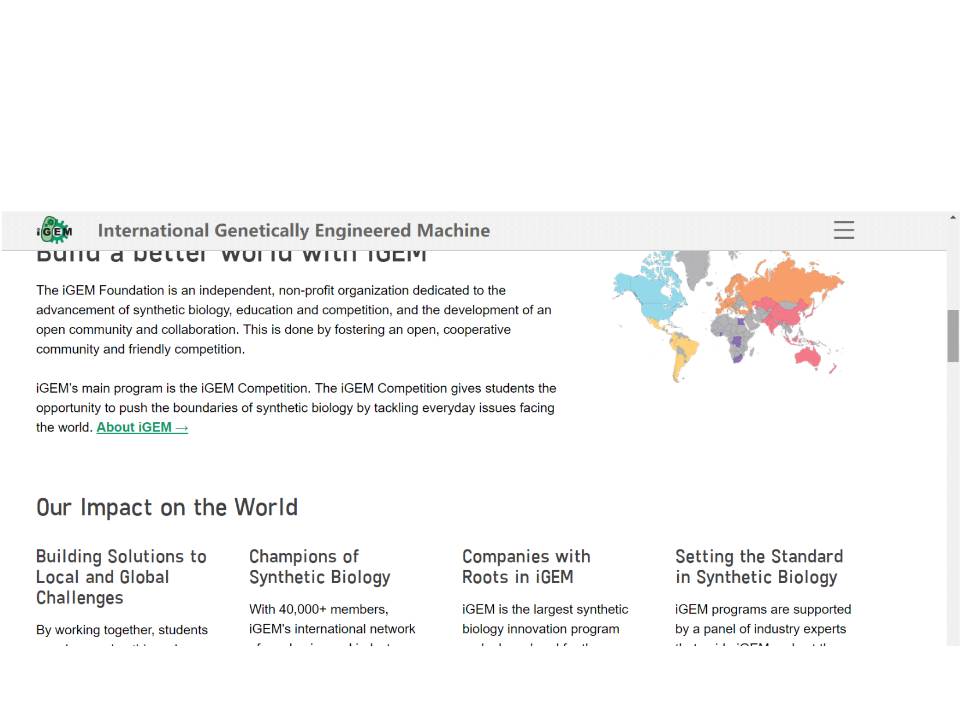 iGEM International Genetically Engineered Machine
Build a better world with iGEM
The iGEM Foundation is an independent, non-profit organization dedicated to the
advancement of synthetic biology, education and competition, and the development of an
open community and collaboration. This is done by fostering an open, cooperative
community and friendly competition.
iGEM's main program is the iGEM Competition. The iGEM Competition gives students the
opportunity to push the boundaries of synthetic biology by tackling everyday issues facing
the world. About iGEM →
Our Impact on the World
Building Solutions to
Local and Global
Challenges
By working together, students
Champions of
Synthetic Biology
With 40,000+ members,
iGEM's international network
Companies with
Roots in iGEM
iGEM is the largest synthetic
biology innovation program
Setting the Standard
in Synthetic Biology
iGEM programs are supported
by a panel of industry experts